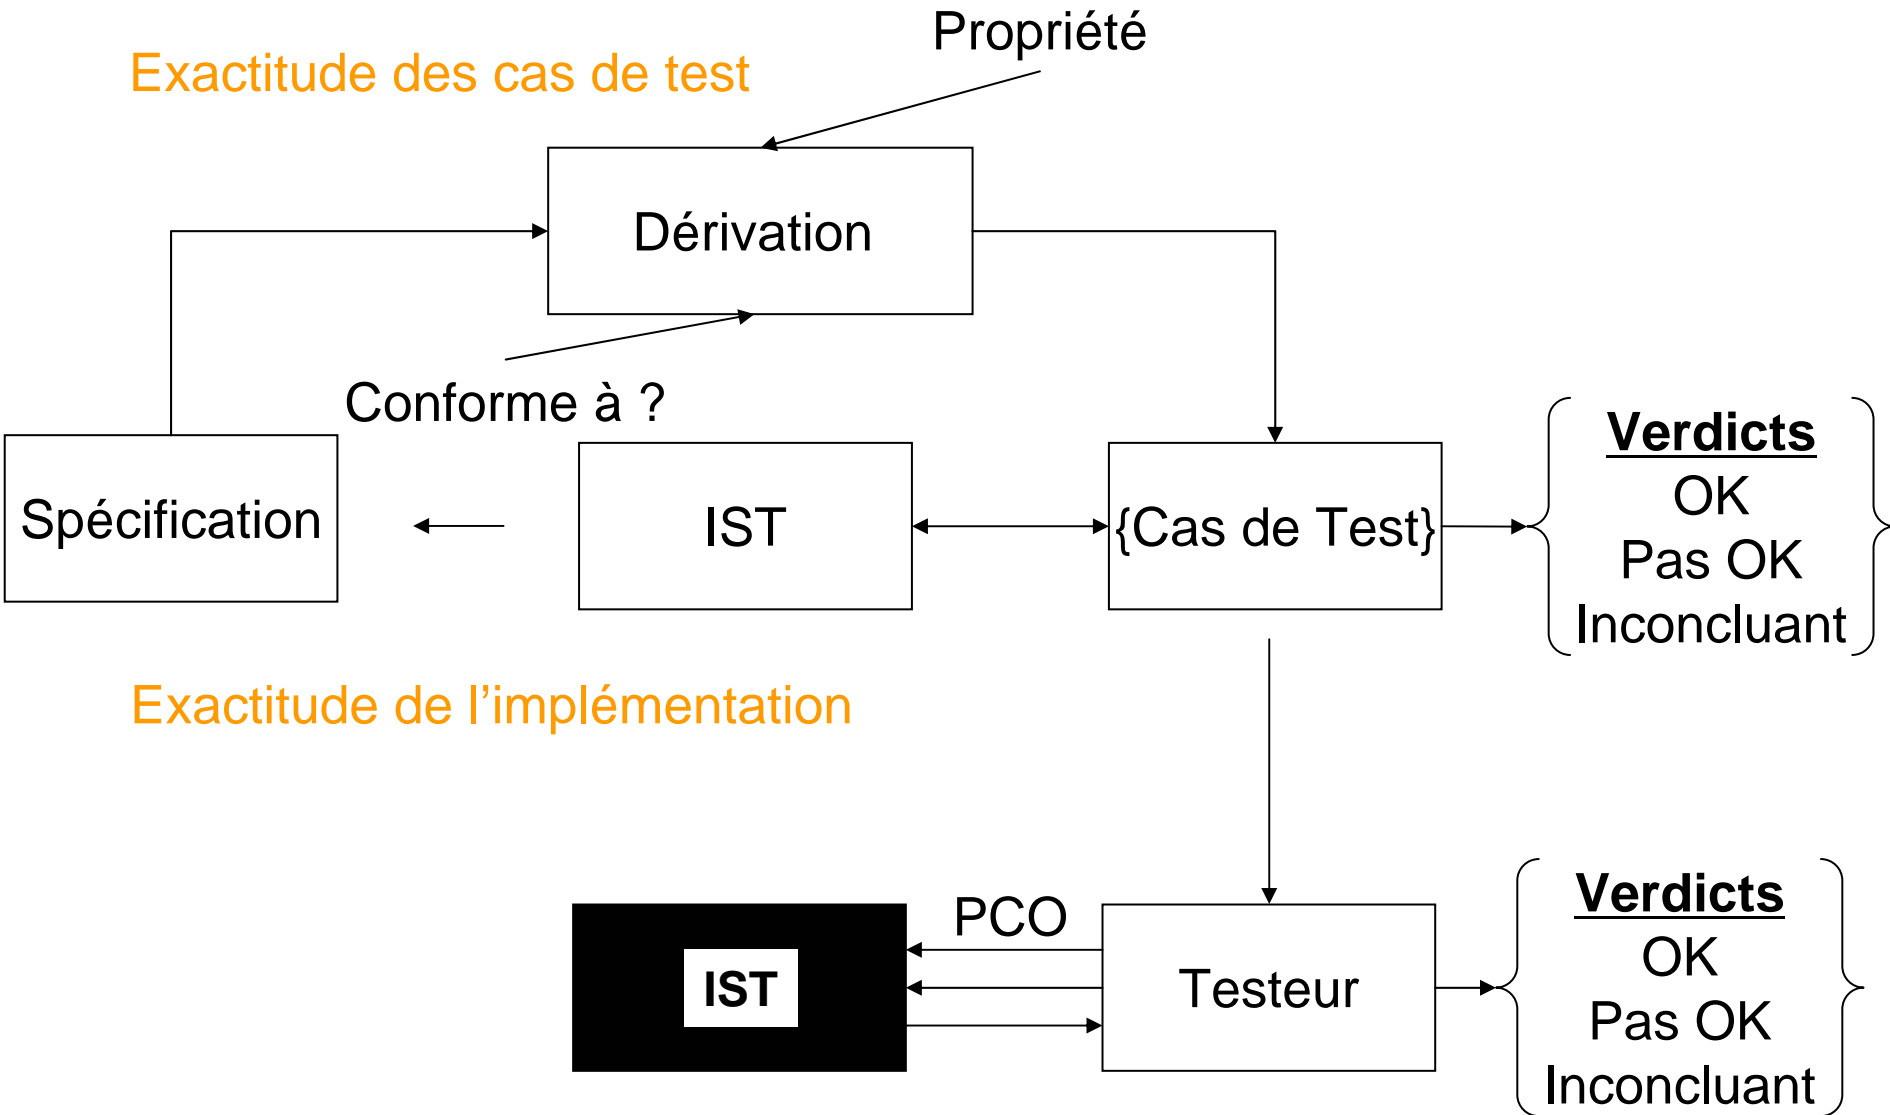 Propriété
Exactitude des cas de test
Dérivation
Conforme à ?
Spécification
IST
{Cas de Test}
Verdicts
OK
Pas OK
Inconcluant
Exactitude de l’implémentation
PCO
IST
Testeur
Verdicts
OK
Pas OK
Inconcluant